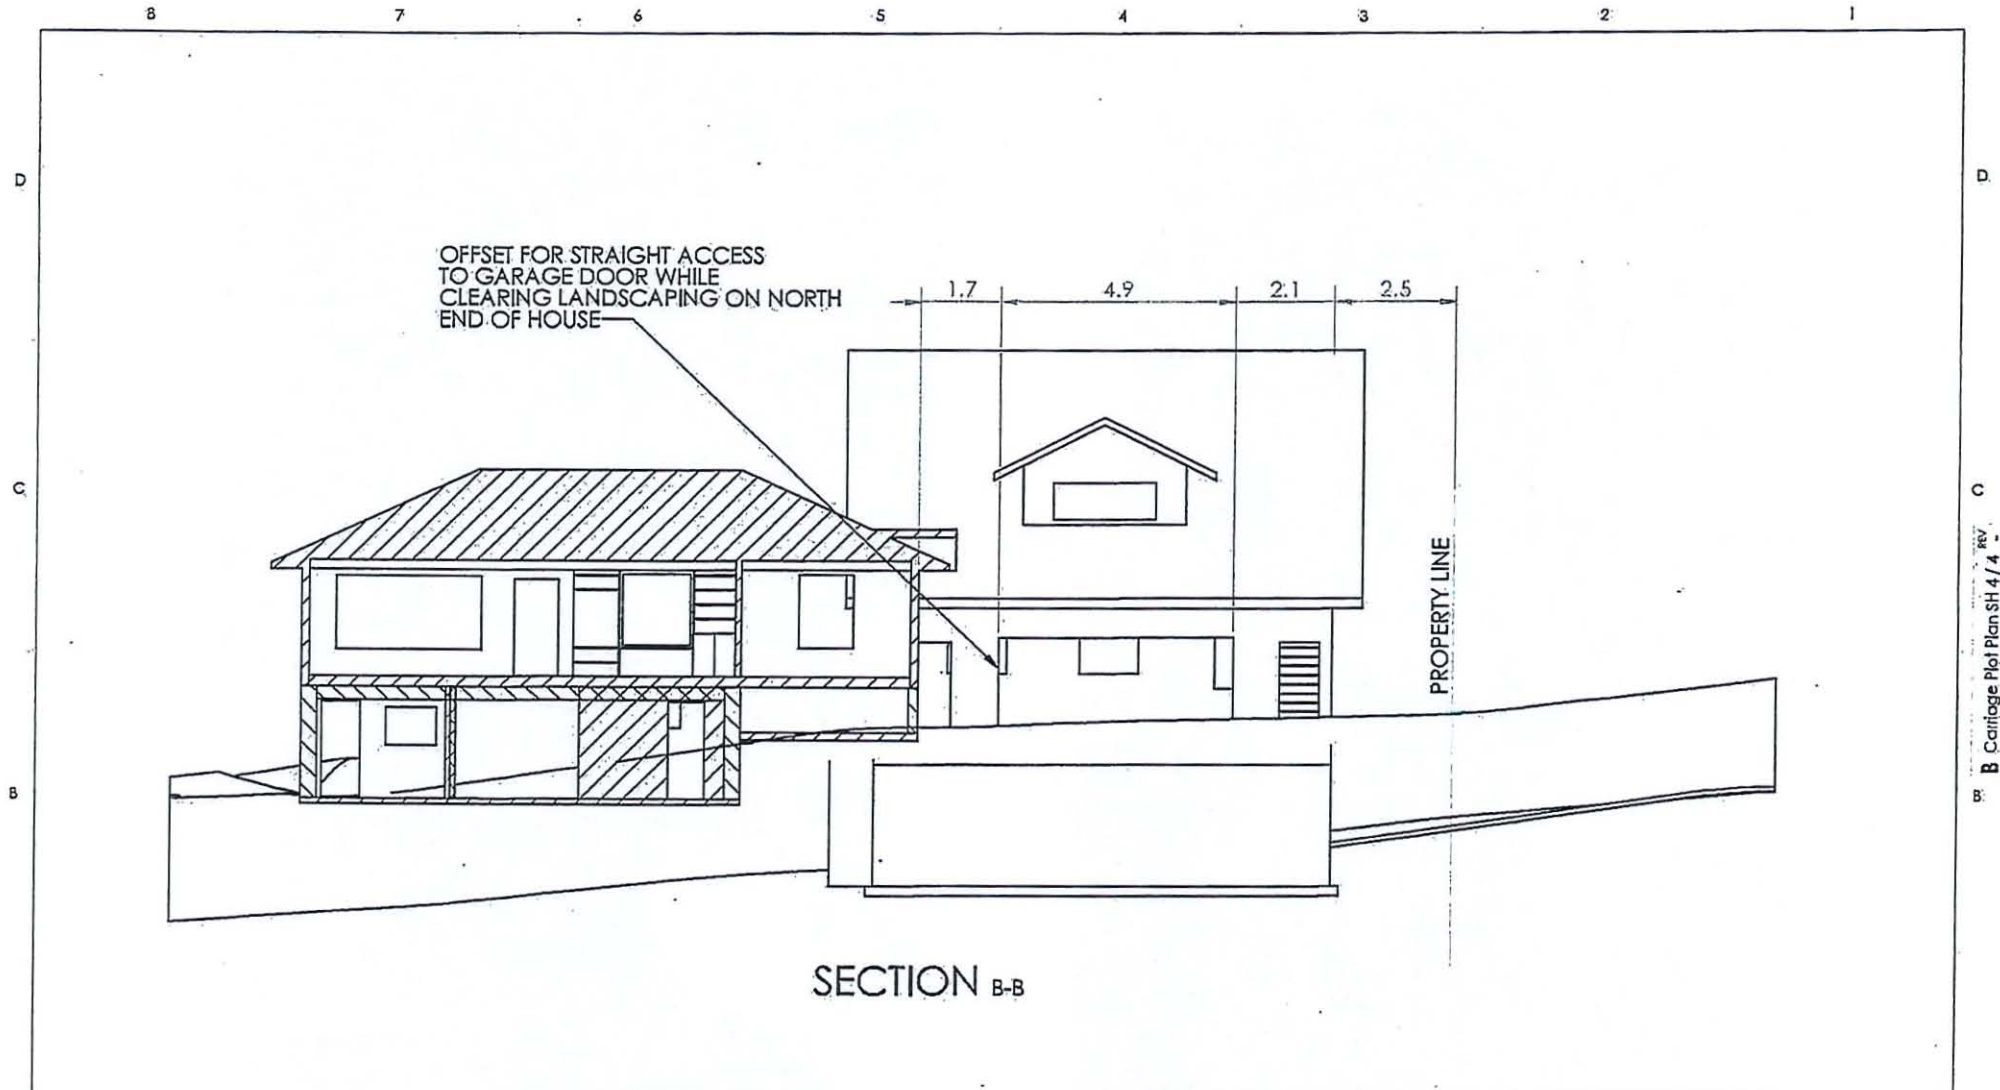 8 7 6 5 4 3 2 1
D D
OFFSET FOR STRAIGHT ACCESS
TO GARAGE DOOR WHILE
CLEARING LANDSCAPING ON NORTH
END OF HOUSE
1.7 4.9 2.1 2.5
C C
PROPERTY LINE
REV
B Carriage Plot Plan SH 4/4 -
B B
SECTION B-B